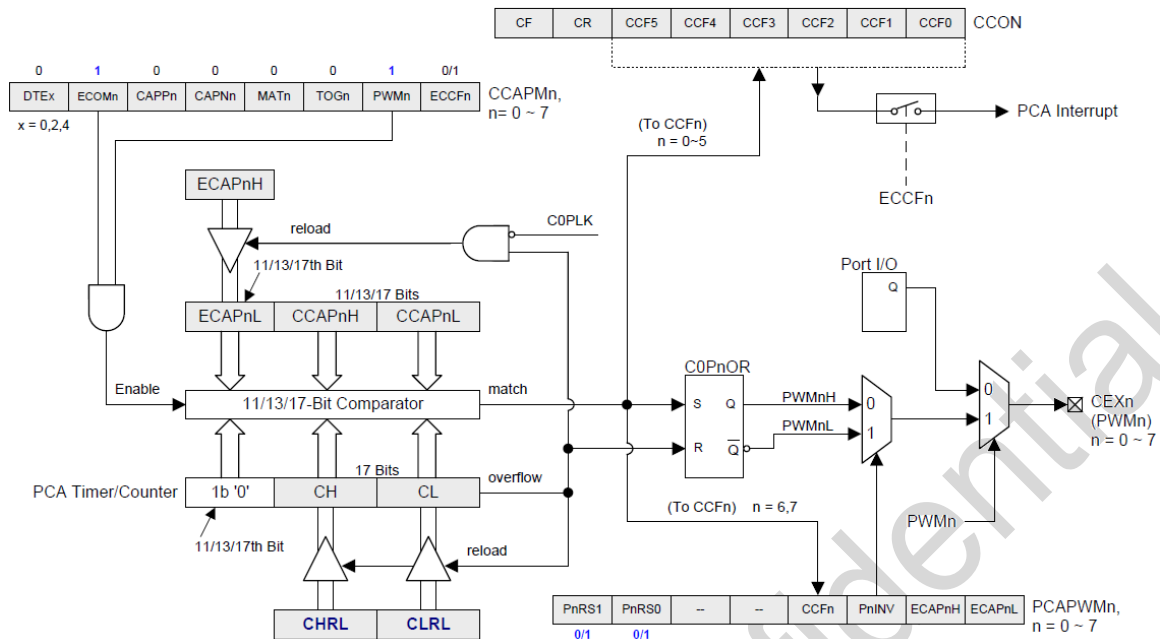 CF CR CCF5 CCF4 CCF3 CCF2 CCF1 CCF0 CCON
0 1 0 0 0 0 1 0/1
DTEx ECOMn CAPPn CAPNn MATn TOGn PWMn ECCFn CCAPMn,
n= 0 ~ 7
x = 0,2,4
(To CCFn)
n = 0~5
PCA Interrupt
ECCFn
ECAPnH
reload
C0PLK
11/13/17th Bit
11/13/17 Bits
ECAPnL CCAPnH CCAPnL
Port I/O
Q
Enable
11/13/17-Bit Comparator
match
C0PnOR
S Q
R Q
PWMnH
PWMnL
0
1
0
1
CEXn
(PWMn)
n = 0 ~ 7
17 Bits
PCA Timer/Counter
1b '0' CH CL
overflow
11/13/17th Bit
(To CCFn) n = 6,7
PWMn
reload
CHRL CLRL
PnRS1 PnRS0 -- -- CCFn PnINV ECAPnH ECAPnL PCAPWMn,
n = 0 ~ 7
0/1 0/1
fidential